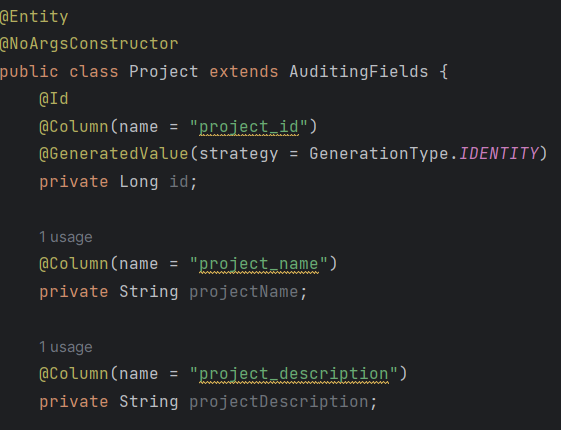 @Entity
@NoArgsConstructor
public class Project extends AuditingFields {
@Id
@Column(name = "project_id")
@GeneratedValue(strategy = GenerationType.IDENTITY)
private Long id;
1 usage
@Column(name = "project_name")
private String projectName;
1 usage
@Column(name = "project_description")
private String projectDescription;